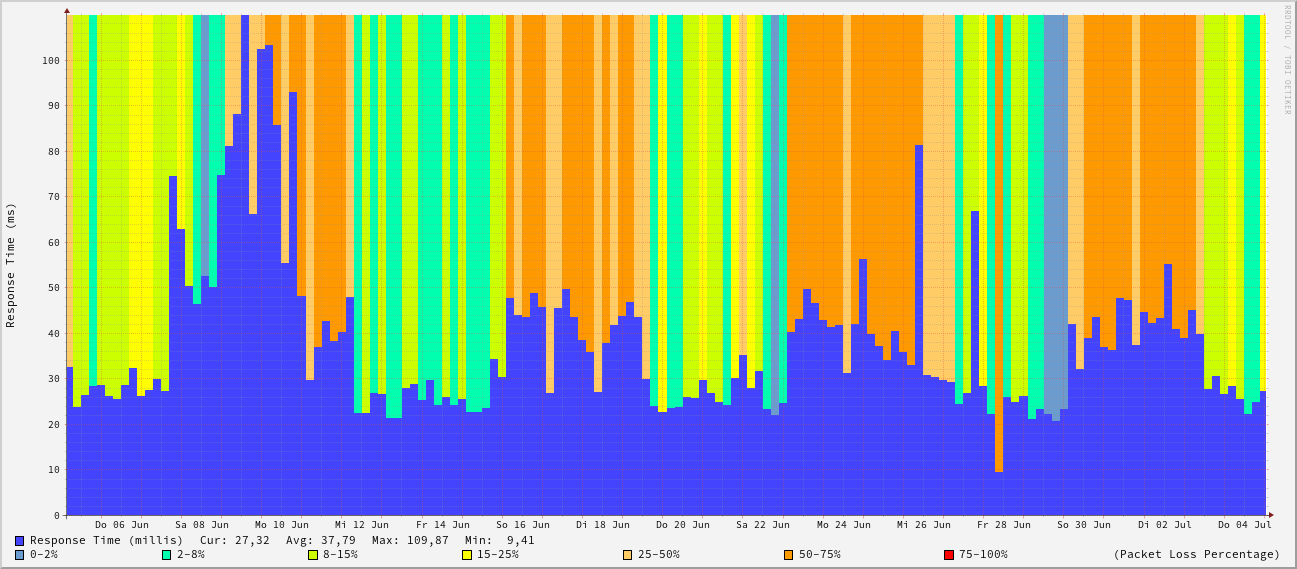 RRDTOOL / TOBI OETIKER
Response Time (ms)
100
90
80
70
60
50
40
30
20
10
0
Do 06 Jun Sa 08 Jun Mo 10 Jun Mi 12 Jun Fr 14 Jun So 16 Jun Di 18 Jun Do 20 Jun Sa 22 Jun Mo 24 Jun Mi 26 Jun Fr 28 Jun So 30 Jun Di 02 Jul Do 04 Jul
Response Time (millis) Cur: 27,32 Avg: 37,79 Max: 109,87 Min: 9,41
0-2% 2-8% 8-15% 15-25% 25-50% 50-75% 75-100% (Packet Loss Percentage)